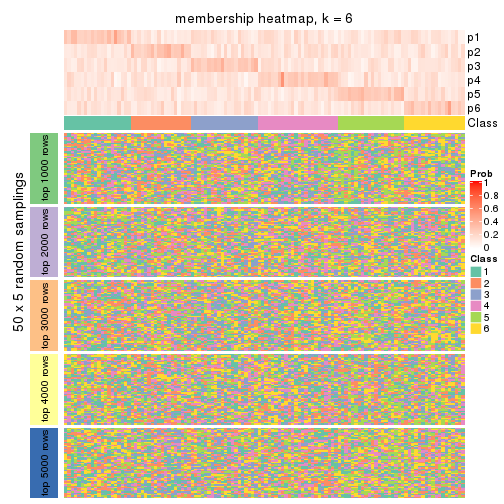 membership heatmap, k = 6
p1
p2
p3
p4
p5
p6
Class
50 x 5 random samplings
top 1000 rows
top 2000 rows
top 3000 rows
top 4000 rows
top 5000 rows
Prob
1
0.8
0.6
0.4
0.2
0
Class
1
2
3
4
5
6